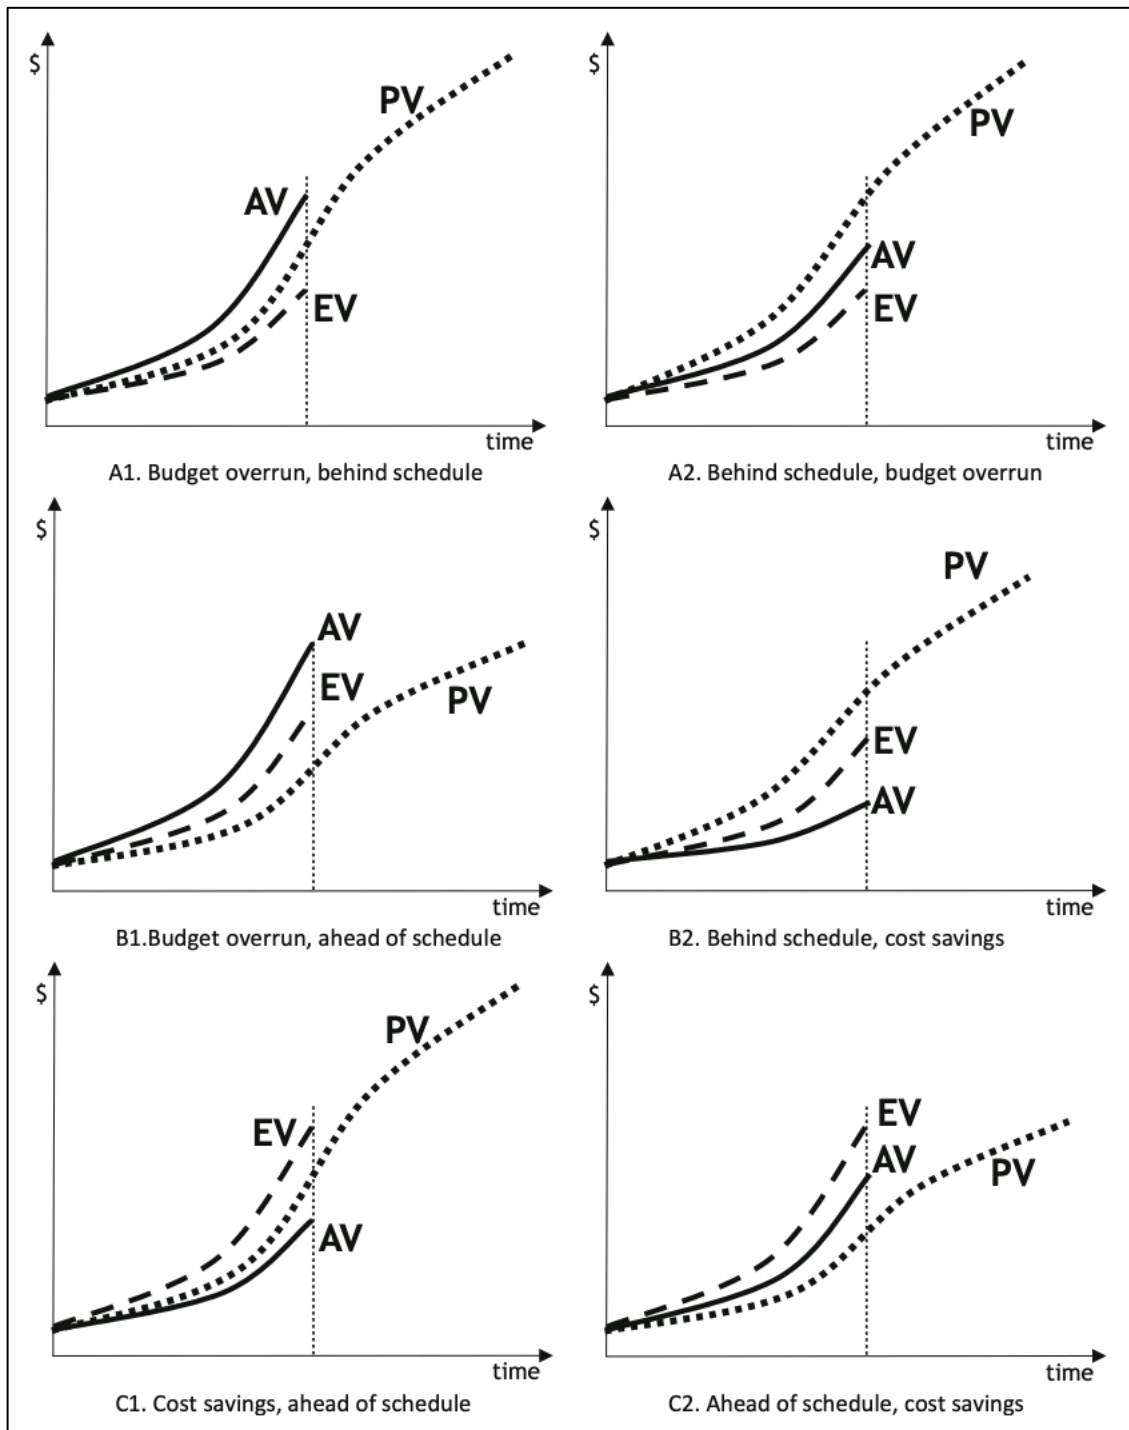 $
PV
AV
EV
time
A1. Budget overrun, behind schedule
$
PV
AV
EV
time
A2. Behind schedule, budget overrun
$
AV
EV
PV
time
B1.Budget overrun, ahead of schedule
$
PV
EV
AV
time
B2. Behind schedule, cost savings
$
PV
EV
AV
time
C1. Cost savings, ahead of schedule
$
EV
AV
PV
time
C2. Ahead of schedule, cost savings